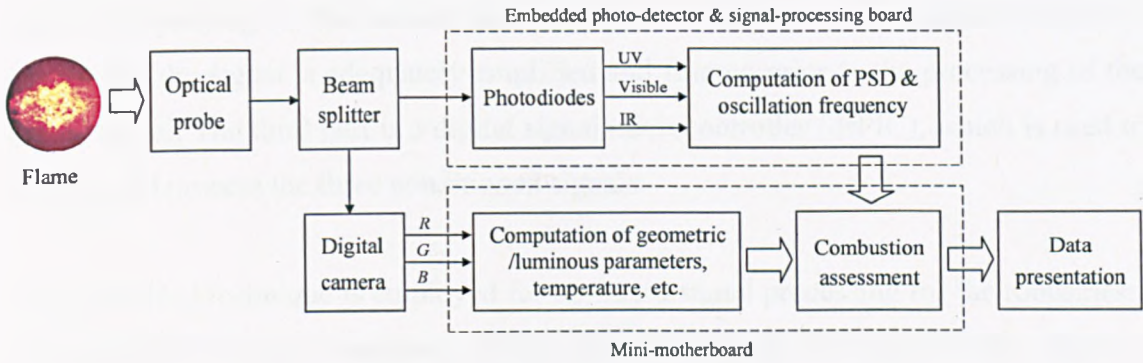 Embedded photo-detector & signal-processing board
Flame
Optical
probe
Beam
splitter
Photodiodes
UV
Visible
IR
Computation of PSD &
oscillation frequency
Digital
camera
R
G
B
Computation of geometric
/luminous parameters,
temperature, etc.
Combustion
assessment
Data
presentation
Mini-motherboard